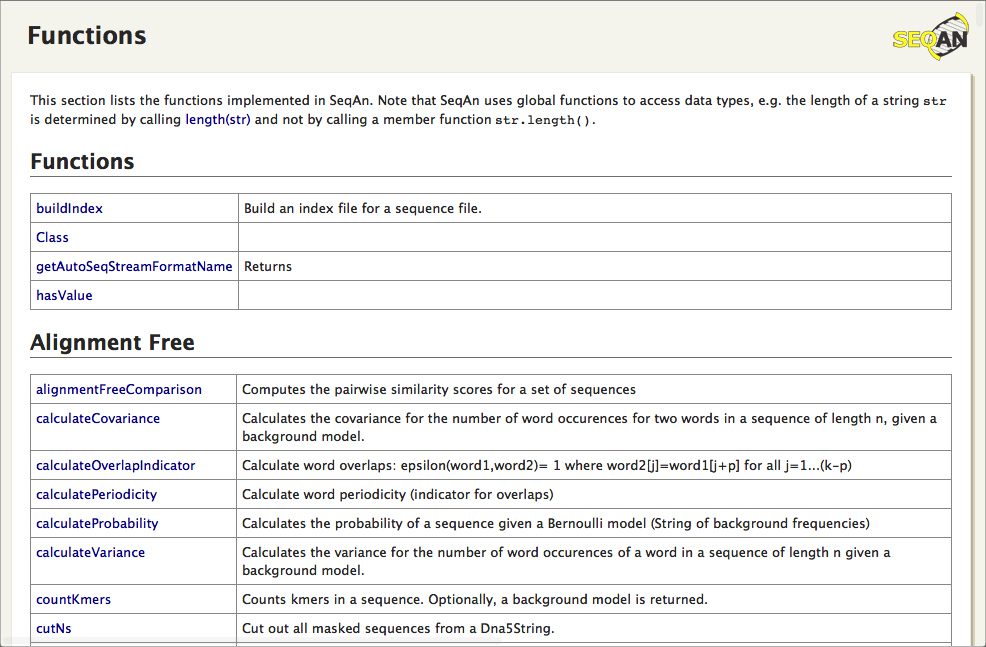 Functions
SEQAN
This section lists the functions implemented in SeqAn. Note that SeqAn uses global functions to access data types, e.g. the length of a string str
is determined by calling length(str) and not by calling a member function str.length().
Functions
buildIndex Build an index file for a sequence file.
Class
getAutoSeqStreamFormatName Returns
hasValue
Alignment Free
alignmentFreeComparison Computes the pairwise similarity scores for a set of sequences
calculateCovariance Calculates the covariance for the number of word occurences for two words in a sequence of length n, given a
background model.
calculateOverlapIndicator Calculate word overlaps: epsilon(word1,word2)= 1 where word2[j]=word1[j+p] for all j=1...(k-p)
calculatePeriodicity Calculate word periodicity (indicator for overlaps)
calculateProbability Calculates the probability of a sequence given a Bernoulli model (String of background frequencies)
calculateVariance Calculates the variance for the number of word occurences of a word in a sequence of length n given a
background model.
countKmers Counts kmers in a sequence. Optionally, a background model is returned.
cutNs Cut out all masked sequences from a Dna5String.